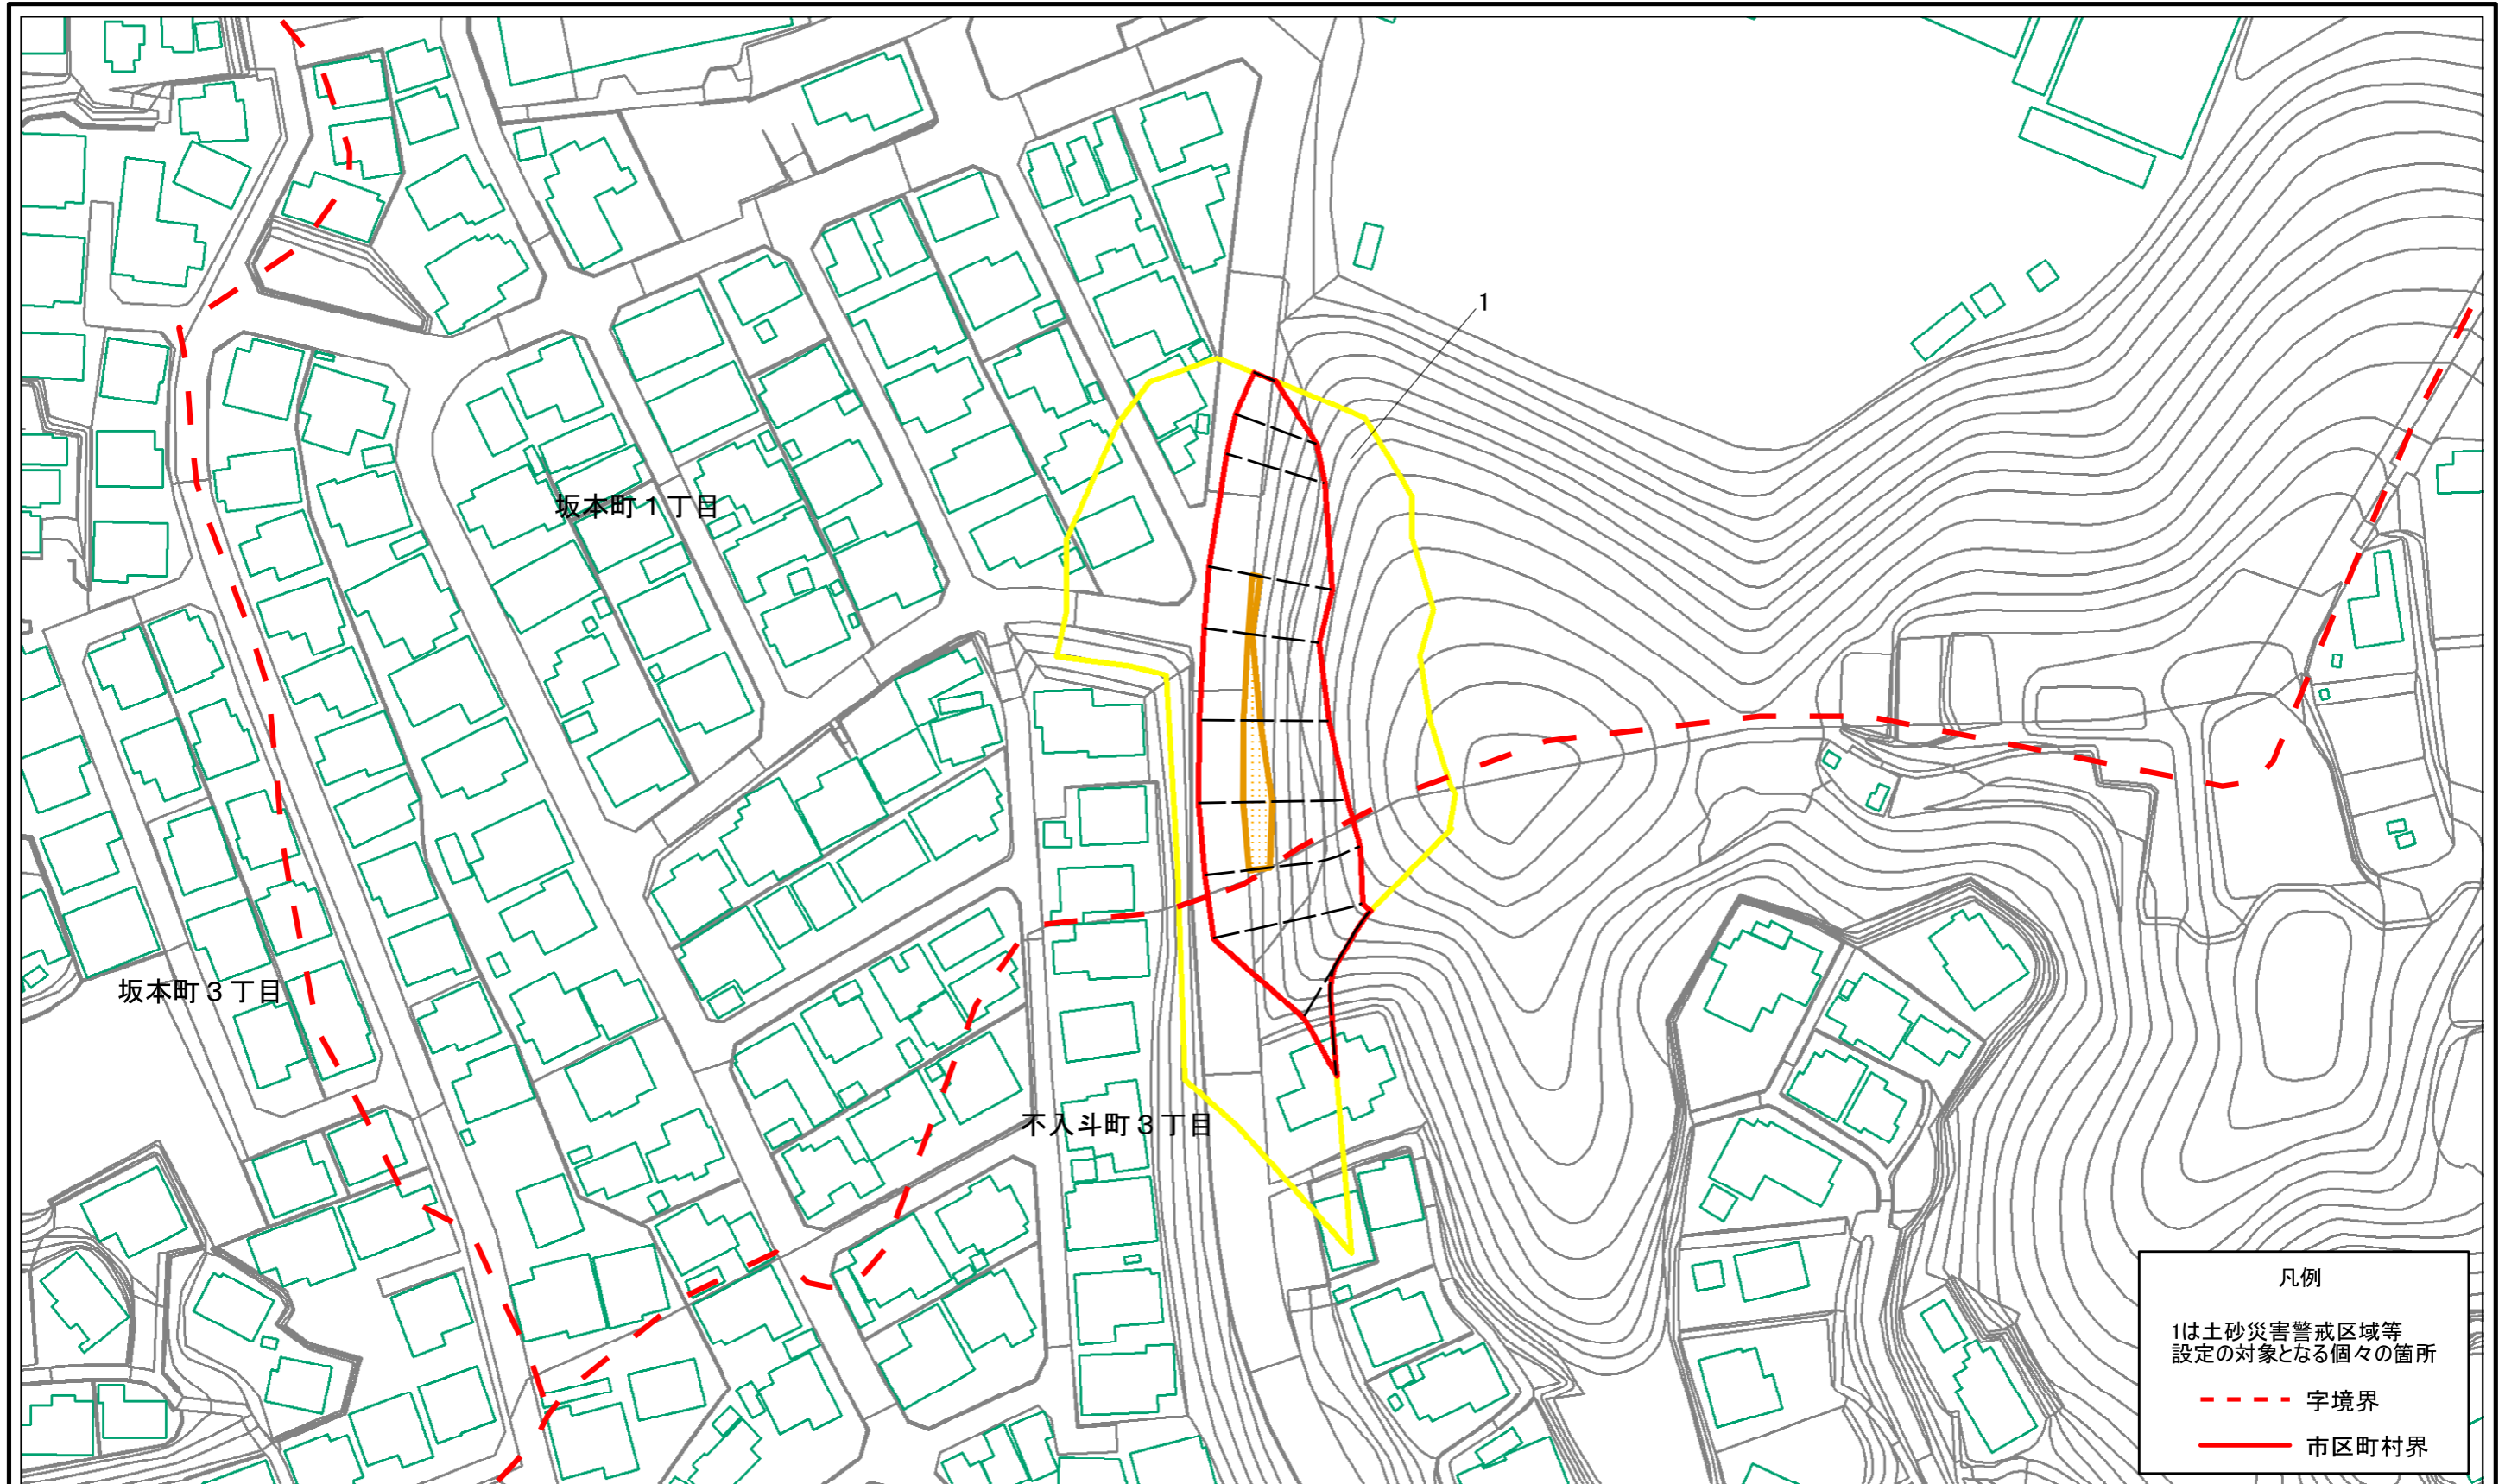 1
坂本町１丁目
坂本町３丁目
不入斗町３丁目
凡例
1は土砂災害警戒区域等
設定の対象となる個々の箇所
字境界
市区町村界